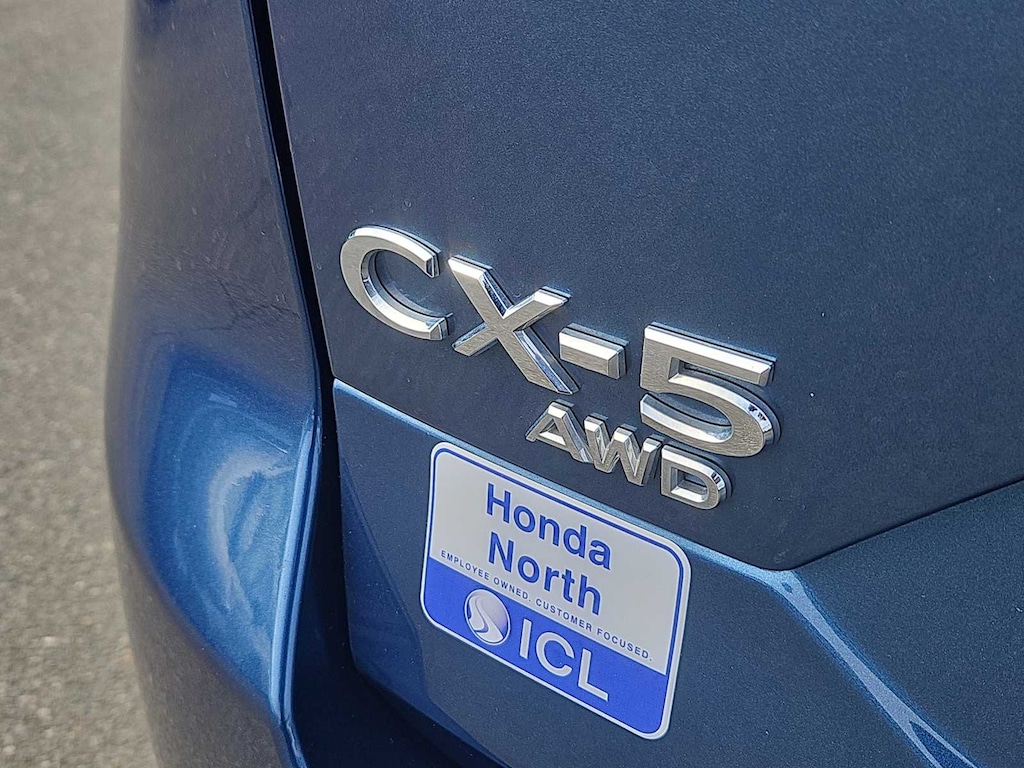 CX-5
AWD
Honda
North
EMPLOYEE OWNED. CUSTOMER FOCUSED.
ICL